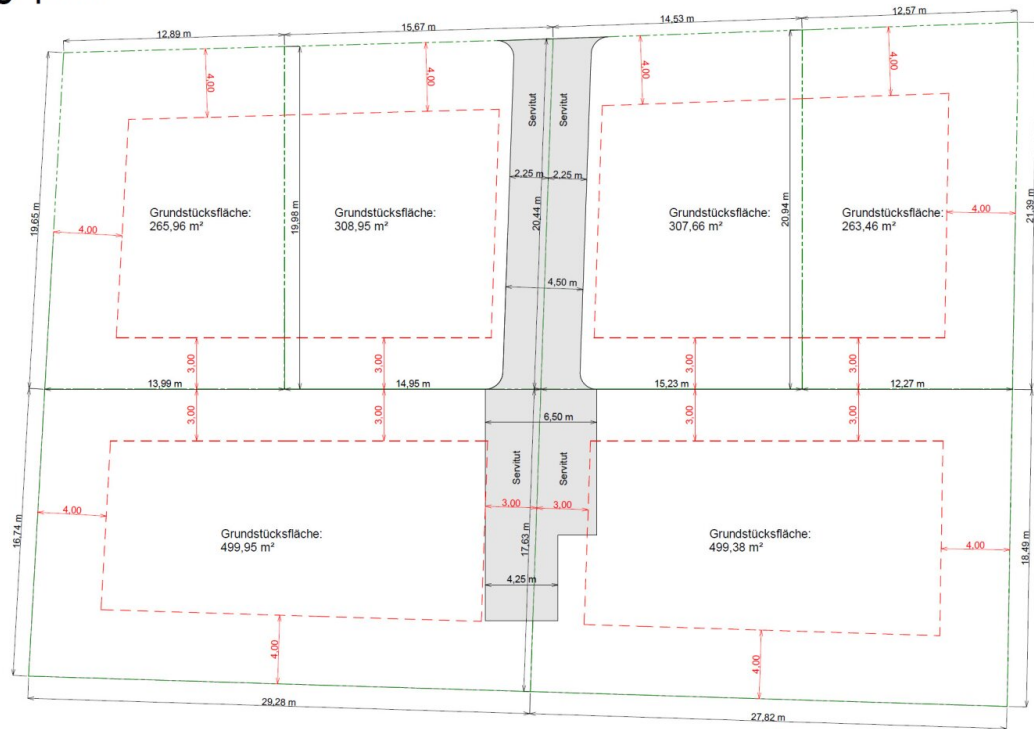 12,89 m
15,67 m
14,53 m
12,57 m
4,00
4,00
4,00
4,00
Servitut
Servitut
2,25 m
2,25 m
19,65 m
19,98 m
20,44 m
20,94 m
21,39 m
Grundstücksfläche:
265,96 m²
Grundstücksfläche:
308,95 m²
Grundstücksfläche:
307,66 m²
Grundstücksfläche:
263,46 m²
4,00
4,00
4,50 m
3,00
3,00
3,00
3,00
13,99 m
14,95 m
15,23 m
12,27 m
3,00
3,00
3,00
3,00
6,50 m
Servitut
Servitut
3,00
3,00
4,00
4,00
16,74 m
17,63 m
18,49 m
Grundstücksfläche:
499,95 m²
Grundstücksfläche:
499,38 m²
4,25 m
4,00
4,00
29,28 m
27,82 m